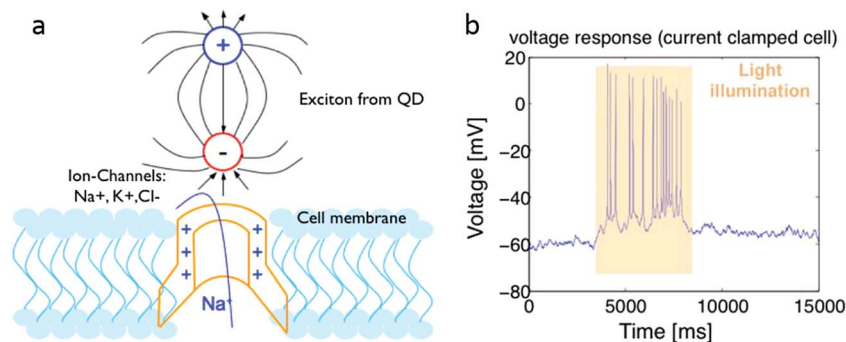 a
+
Exciton from QD
-
Ion-Channels:
Na+, K+,Cl-
Cell membrane
+ +
+ +
+ +
Na+
b
voltage response (current clamped cell)
Light
illumination
Voltage [mV]
20
0
−20
−40
−60
−80
0 5000 10000 15000
Time [ms]